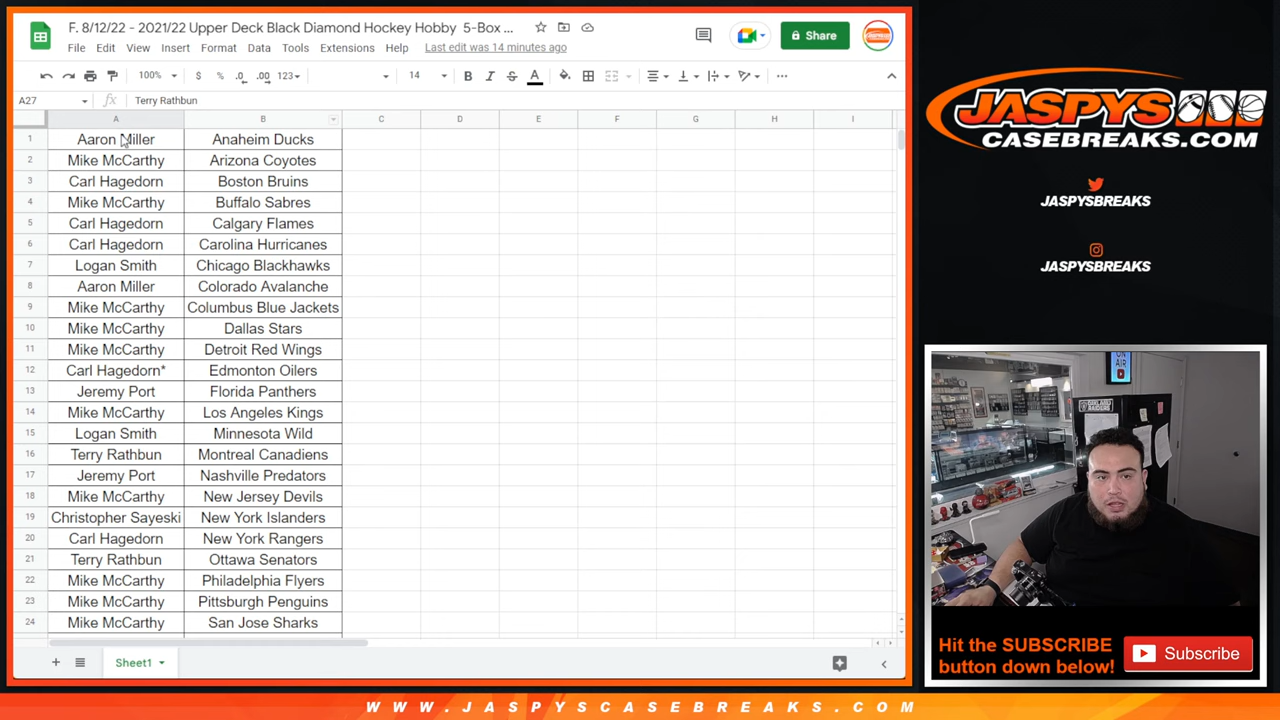 F. 8/12/22 - 2021/22 Upper Deck Black Diamond Hockey Hobby 5-Box ...
File Edit View Insert Format Data Tools Extensions Help Last edit was 14 minutes ago
Share
100% $ % .0 .00 123 14 B I S A
A27 fx Terry Rathbun
A B C D E F G H I
1 Aaron Miller Anaheim Ducks
2 Mike McCarthy Arizona Coyotes
3 Carl Hagedorn Boston Bruins
4 Mike McCarthy Buffalo Sabres
5 Carl Hagedorn Calgary Flames
6 Carl Hagedorn Carolina Hurricanes
7 Logan Smith Chicago Blackhawks
8 Aaron Miller Colorado Avalanche
9 Mike McCarthy Columbus Blue Jackets
10 Mike McCarthy Dallas Stars
11 Mike McCarthy Detroit Red Wings
12 Carl Hagedorn* Edmonton Oilers
13 Jeremy Port Florida Panthers
14 Mike McCarthy Los Angeles Kings
15 Logan Smith Minnesota Wild
16 Terry Rathbun Montreal Canadiens
17 Jeremy Port Nashville Predators
18 Mike McCarthy New Jersey Devils
19 Christopher Sayeski New York Islanders
20 Carl Hagedorn New York Rangers
21 Terry Rathbun Ottawa Senators
22 Mike McCarthy Philadelphia Flyers
23 Mike McCarthy Pittsburgh Penguins
24 Mike McCarthy San Jose Sharks
Sheet1
JASPYS
CASEBREAKS.COM
JASPYSBREAKS
JASPYSBREAKS
ON AIR
Hit the SUBSCRIBE
button down below!
Subscribe
WWW.JASPYSCASEBREAKS.COM